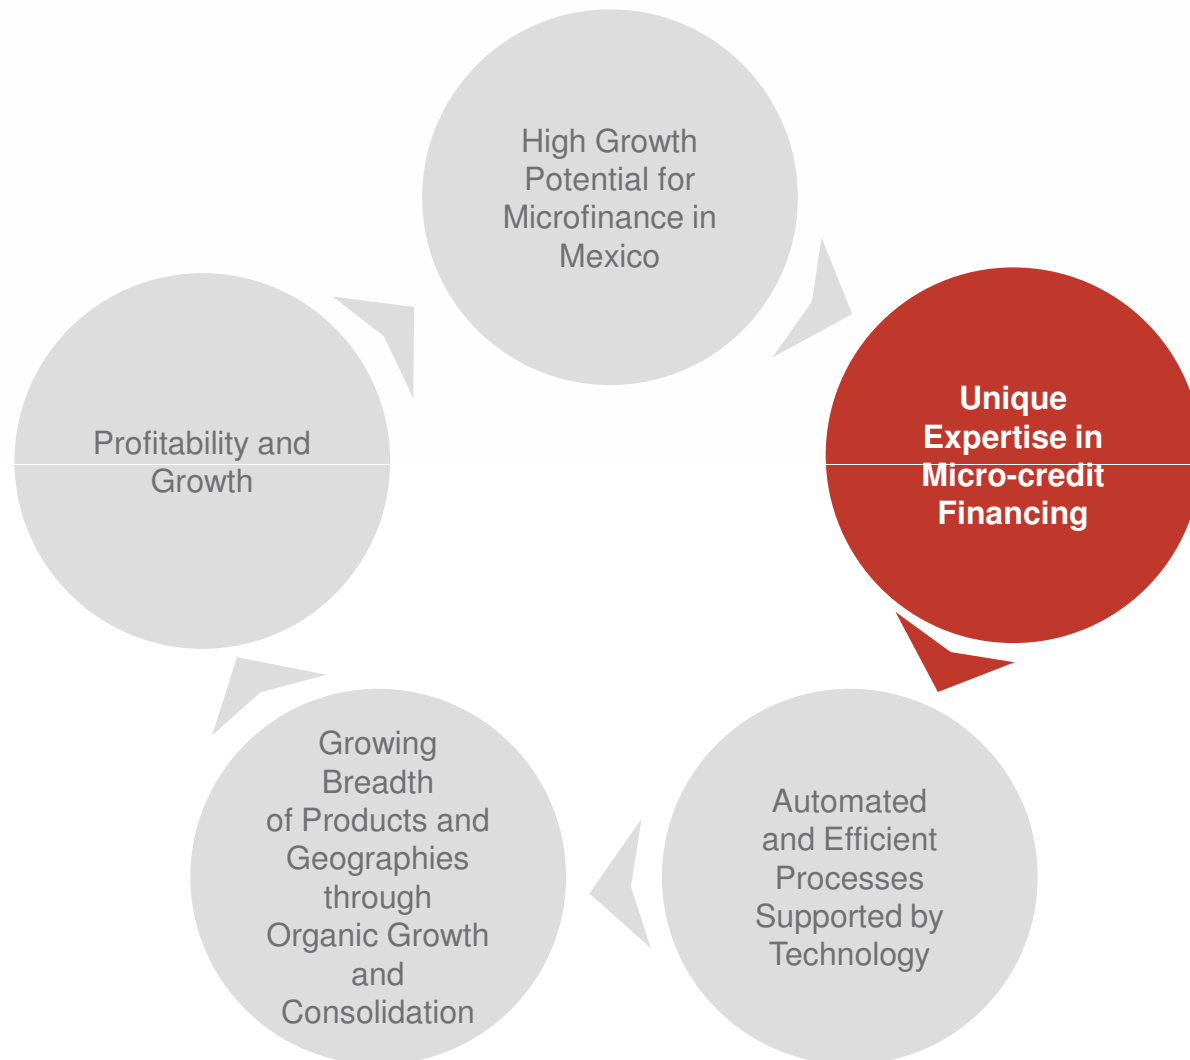 High Growth
Potential for
Microfinance in
Mexico
Unique
Expertise in
Micro-credit
Financing
Automated
and Efficient
Processes
Supported by
Technology
Growing
Breadth
of Products and
Geographies
through
Organic Growth
and
Consolidation
Profitability and
Growth